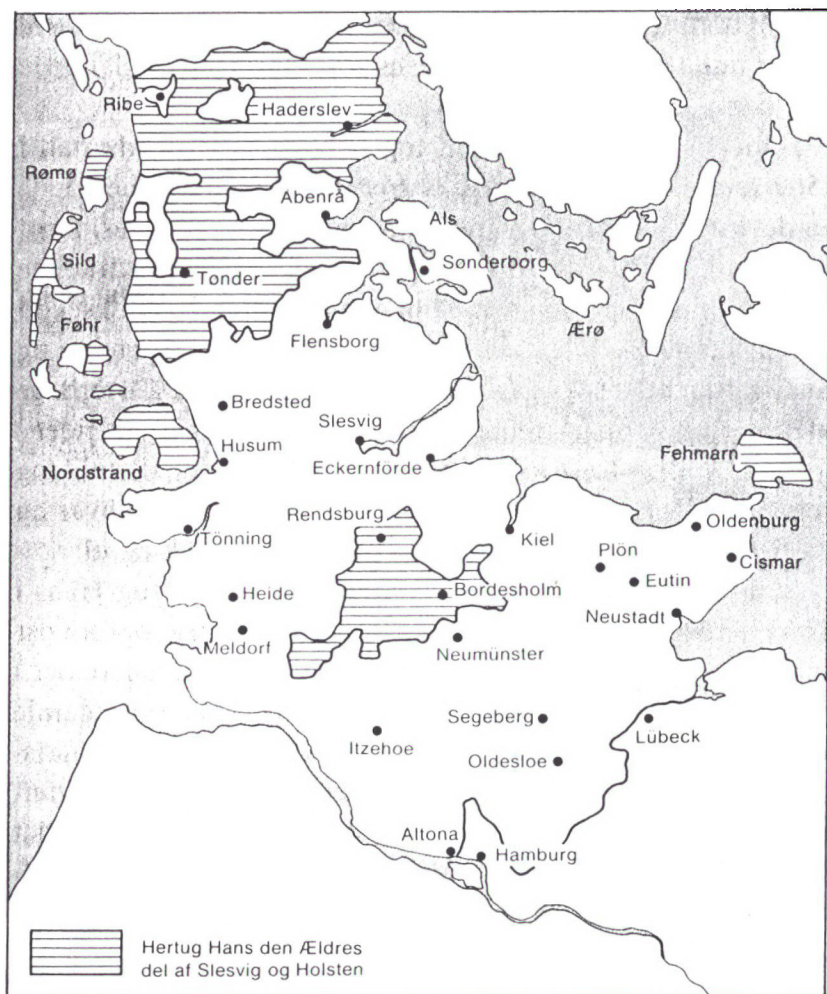 Ribe
Haderslev
Rømø
Abenrå
Als
Sild
Tønder
Sønderborg
Føhr
Ærø
Flensborg
Bredsted
Slesvig
Husum
Eckernförde
Fehmarn
Nordstrand
Rendsburg
Oldenburg
Tönning
Kiel
Plön
Cismar
Eutin
Heide
Bordesholm
Neustadt
Meldorf
Neumünster
Segeberg
Lübeck
Itzehoe
Oldesloe
Altona
Hamburg
Hertug Hans den Ældres
del af Slesvig og Holsten